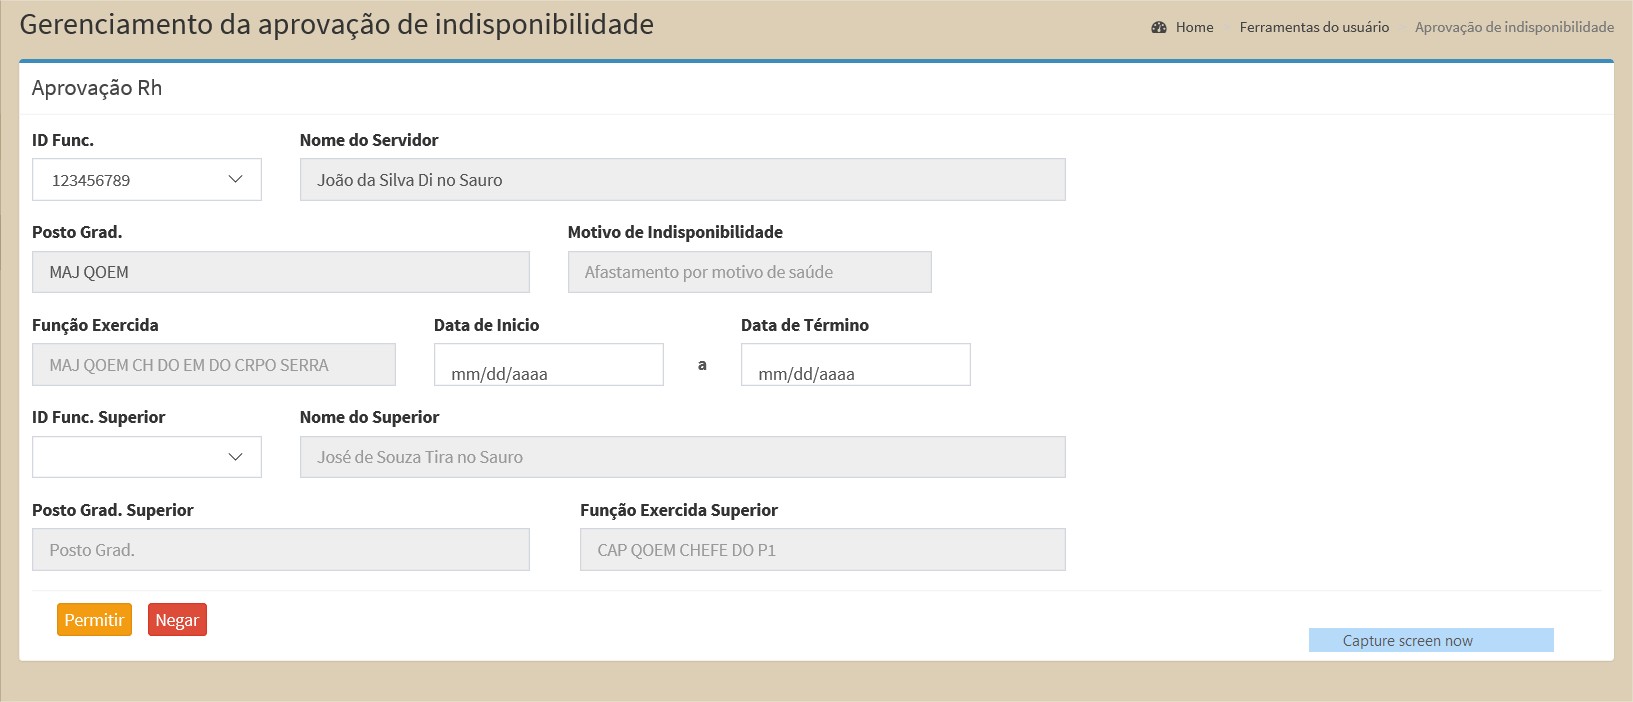 Gerenciamento da aprovação de indisponibilidade
Home Ferramentas do usuário Aprovação de indisponibilidade
Aprovação Rh
ID Func. Nome do Servidor
123456789 João da Silva Di no Sauro
Posto Grad. Motivo de Indisponibilidade
MAJ QOEM Afastamento por motivo de saúde
Função Exercida Data de Inicio Data de Término
MAJ QOEM CH DO EM DO CRPO SERRA mm/dd/aaaa a mm/dd/aaaa
ID Func. Superior Nome do Superior
José de Souza Tira no Sauro
Posto Grad. Superior Função Exercida Superior
Posto Grad. CAP QOEM CHEFE DO P1
Permitir Negar
Capture screen now